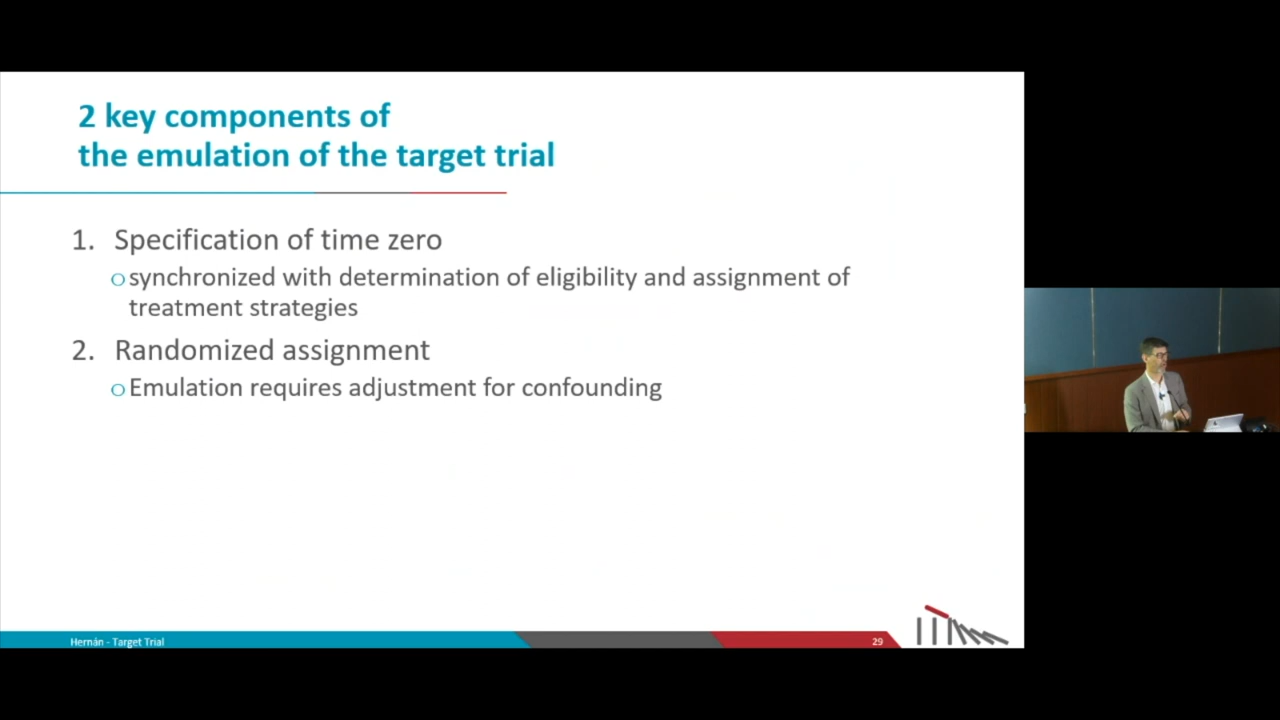 2 key components of
the emulation of the target trial
1. Specification of time zero
o synchronized with determination of eligibility and assignment of
treatment strategies
2. Randomized assignment
o Emulation requires adjustment for confounding
Hernán - Target Trial
29